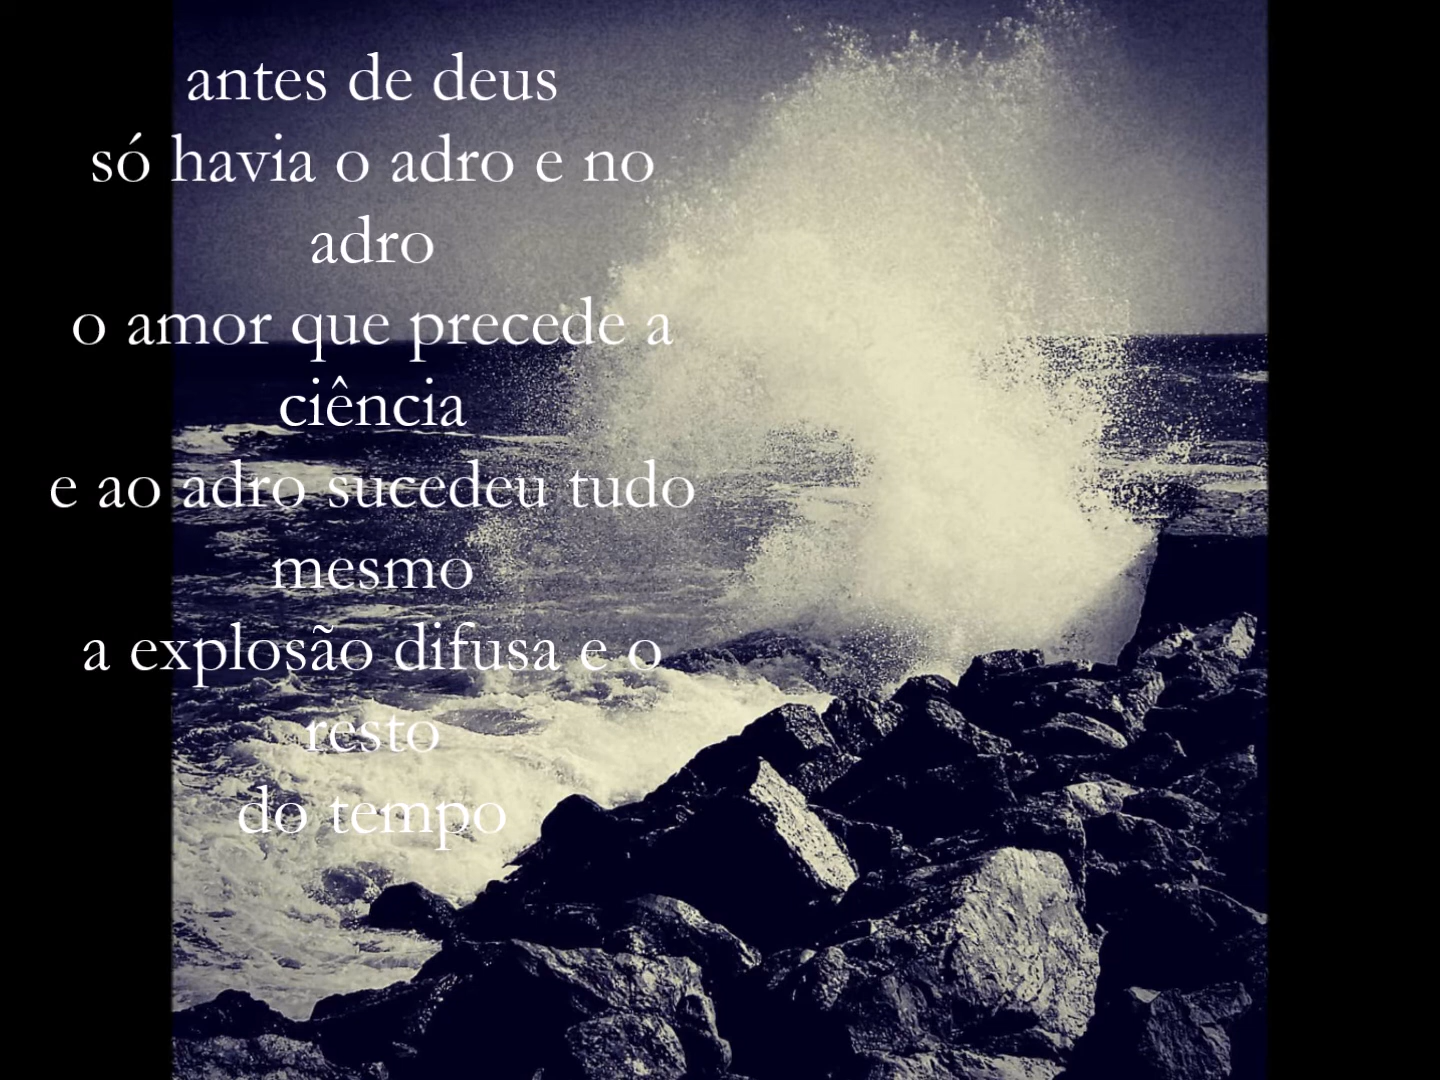 antes de deus
só havia o adro e no
adro
o amor que precede a
ciência
e ao adro sucedeu tudo
mesmo
a explosão difusa e o
resto
do tempo